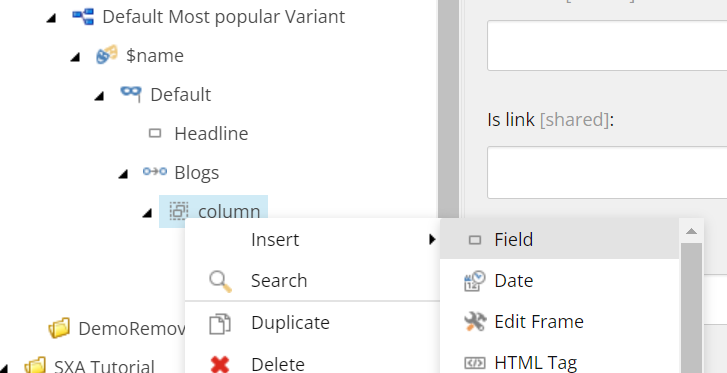 Default Most popular Variant
$name
Default
Headline
Blogs
column
Is link [shared]:
Insert
Search
Duplicate
Delete
Field
Date
Edit Frame
HTML Tag
DemoRemov
SXA Tutorial